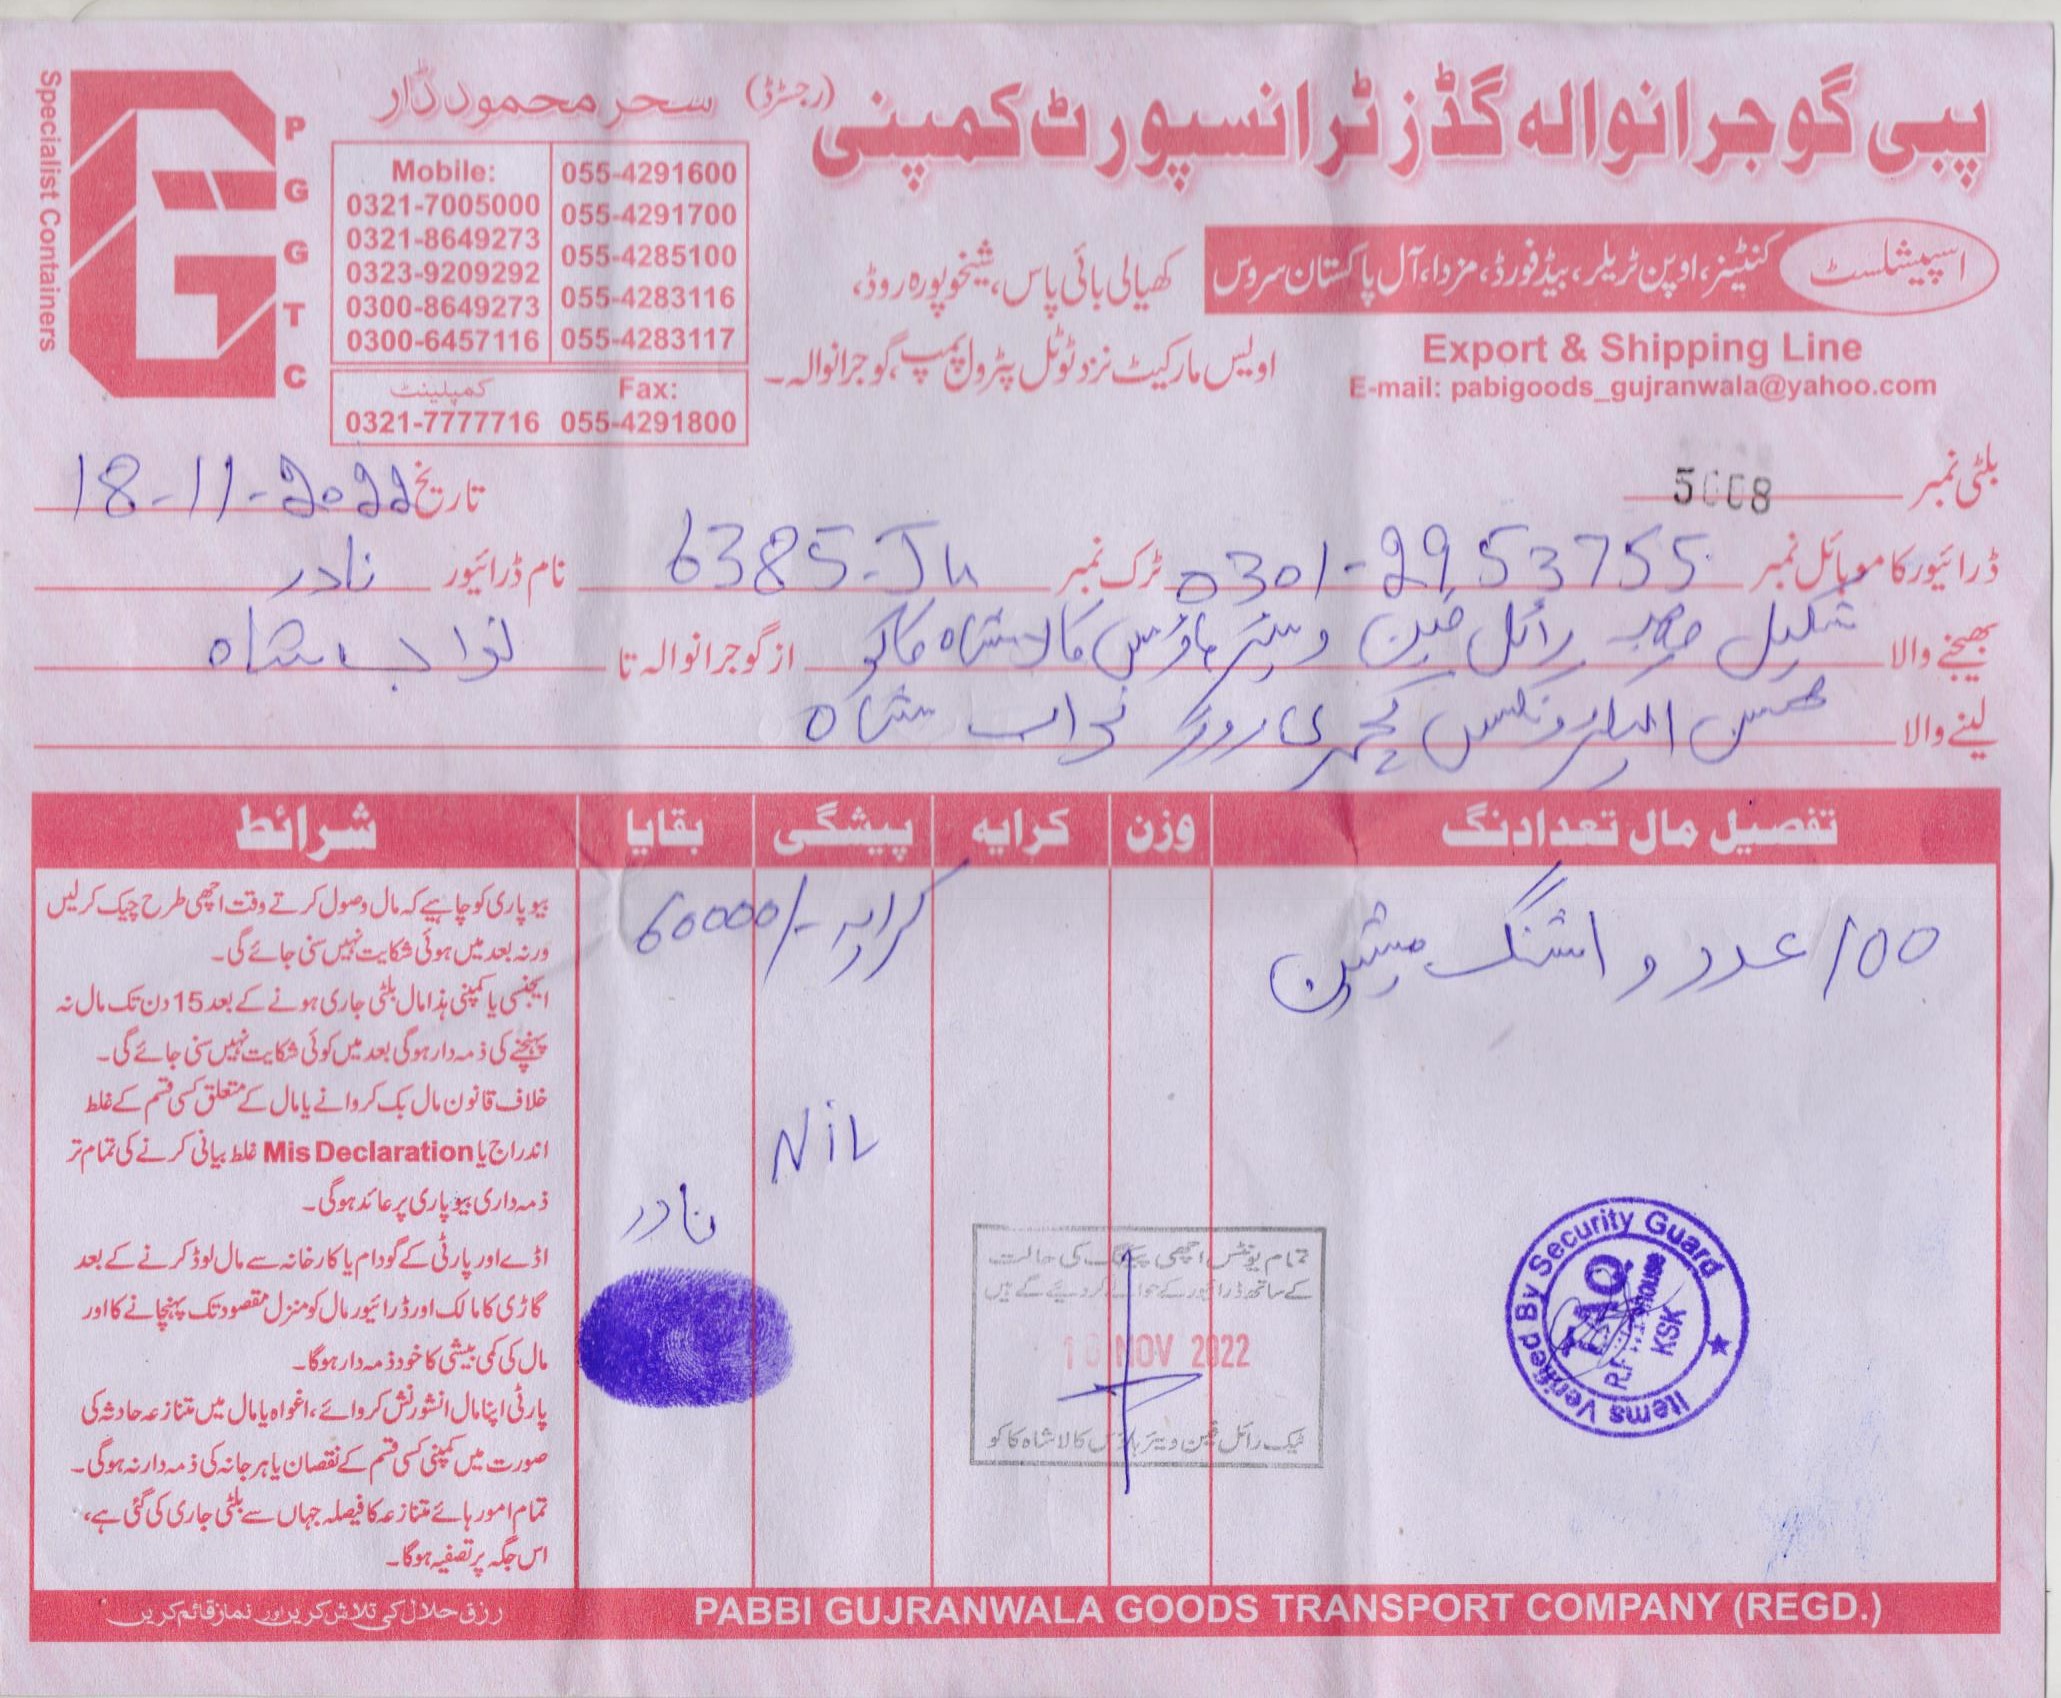 پبی گوجرانوالہ گڈز ٹرانسپورٹ کمپنی (رجسٹرڈ) سحر محمود ڈار
P G G T C
Specialist Containers
Mobile:
0321-7005000
0321-8649273
0323-9209292
0300-8649273
0300-6457116
055-4291600
055-4291700
055-4285100
055-4283116
055-4283117
کمپلینٹ Fax:
0321-7777716 055-4291800
اسپیشلسٹ کنٹینر، اوپن ٹریلر، بیڈفورڈ، مزدا، آل پاکستان سروس
کھیالی بائی پاس، شیخوپورہ روڈ،
اویس مارکیٹ نزد ٹوٹل پٹرول پمپ، گوجرانوالہ۔
Export & Shipping Line
E-mail: pabigoods_gujranwala@yahoo.com
بلٹی نمبر تاریخ 18-11-2022
ڈرائیور کا موبائل نمبر 0301-2953755 ٹرک نمبر 6385-Ju نام ڈرائیور نادر
بھیجنے والا شکیل صاحب رائل فین ویئر ہاؤس کالا شاہ کاکو از گوجرانوالہ تا نواب شاہ
لینے والا الیکٹرونکس کچہری روڈ نواب شاہ
تفصیل مال تعداد نگ وزن کرایہ پیشگی بقایا شرائط
100 عدد واشنگ مشین
کرایہ 60000/-
Nil
نادر
بیوپاری کو چاہیے کہ مال وصول کرتے وقت اچھی طرح چیک کر لیں
ورنہ بعد میں ہوئی شکایت نہیں سنی جائے گی۔
ایجنسی یا کمپنی ہذا مال بلٹی جاری ہونے کے بعد 15 دن تک مال نہ
پہنچنے کی ذمہ دار ہو گی بعد میں کوئی شکایت نہیں سنی جائے گی۔
خلاف قانون مال بک کروانے یا مال کے متعلق کسی قسم کے غلط
اندراج یا Mis Declaration غلط بیانی کرنے کی تمام تر
ذمہ داری بیوپاری پر عائد ہوگی۔
اڈے اور پارٹی کے گودام یا کارخانہ سے مال لوڈ کرنے کے بعد
گاڑی کا مالک اور ڈرائیور مال کو منزل مقصود تک پہنچانے کا اور
مال کی کمی بیشی کا خود ذمہ دار ہوگا۔
پارٹی اپنا مال انشورنش کروائے، اغواہ یا مال میں متنازعہ حادثہ کی
صورت میں کمپنی کسی قسم کے نقصان یا ہرجانہ کی ذمہ دار نہ ہوگی۔
تمام امور ہائے متنازعہ کا فیصلہ جہاں سے بلٹی جاری کی گئی ہے،
اس جگہ پر تصفیہ ہوگا۔
تمام یونٹس اچھی پیکنگ کی حالت
کے ساتھ ڈرائیور کے حوالے کر دیئے گئے ہیں
NOV 2022
رائل فین ویئر ہاؤس کالا شاہ کاکو
Items Verified By Security Guard
KSK
رزق حلال کی تلاش کریں اور نماز قائم کریں
PABBI GUJRANWALA GOODS TRANSPORT COMPANY (REGD.)